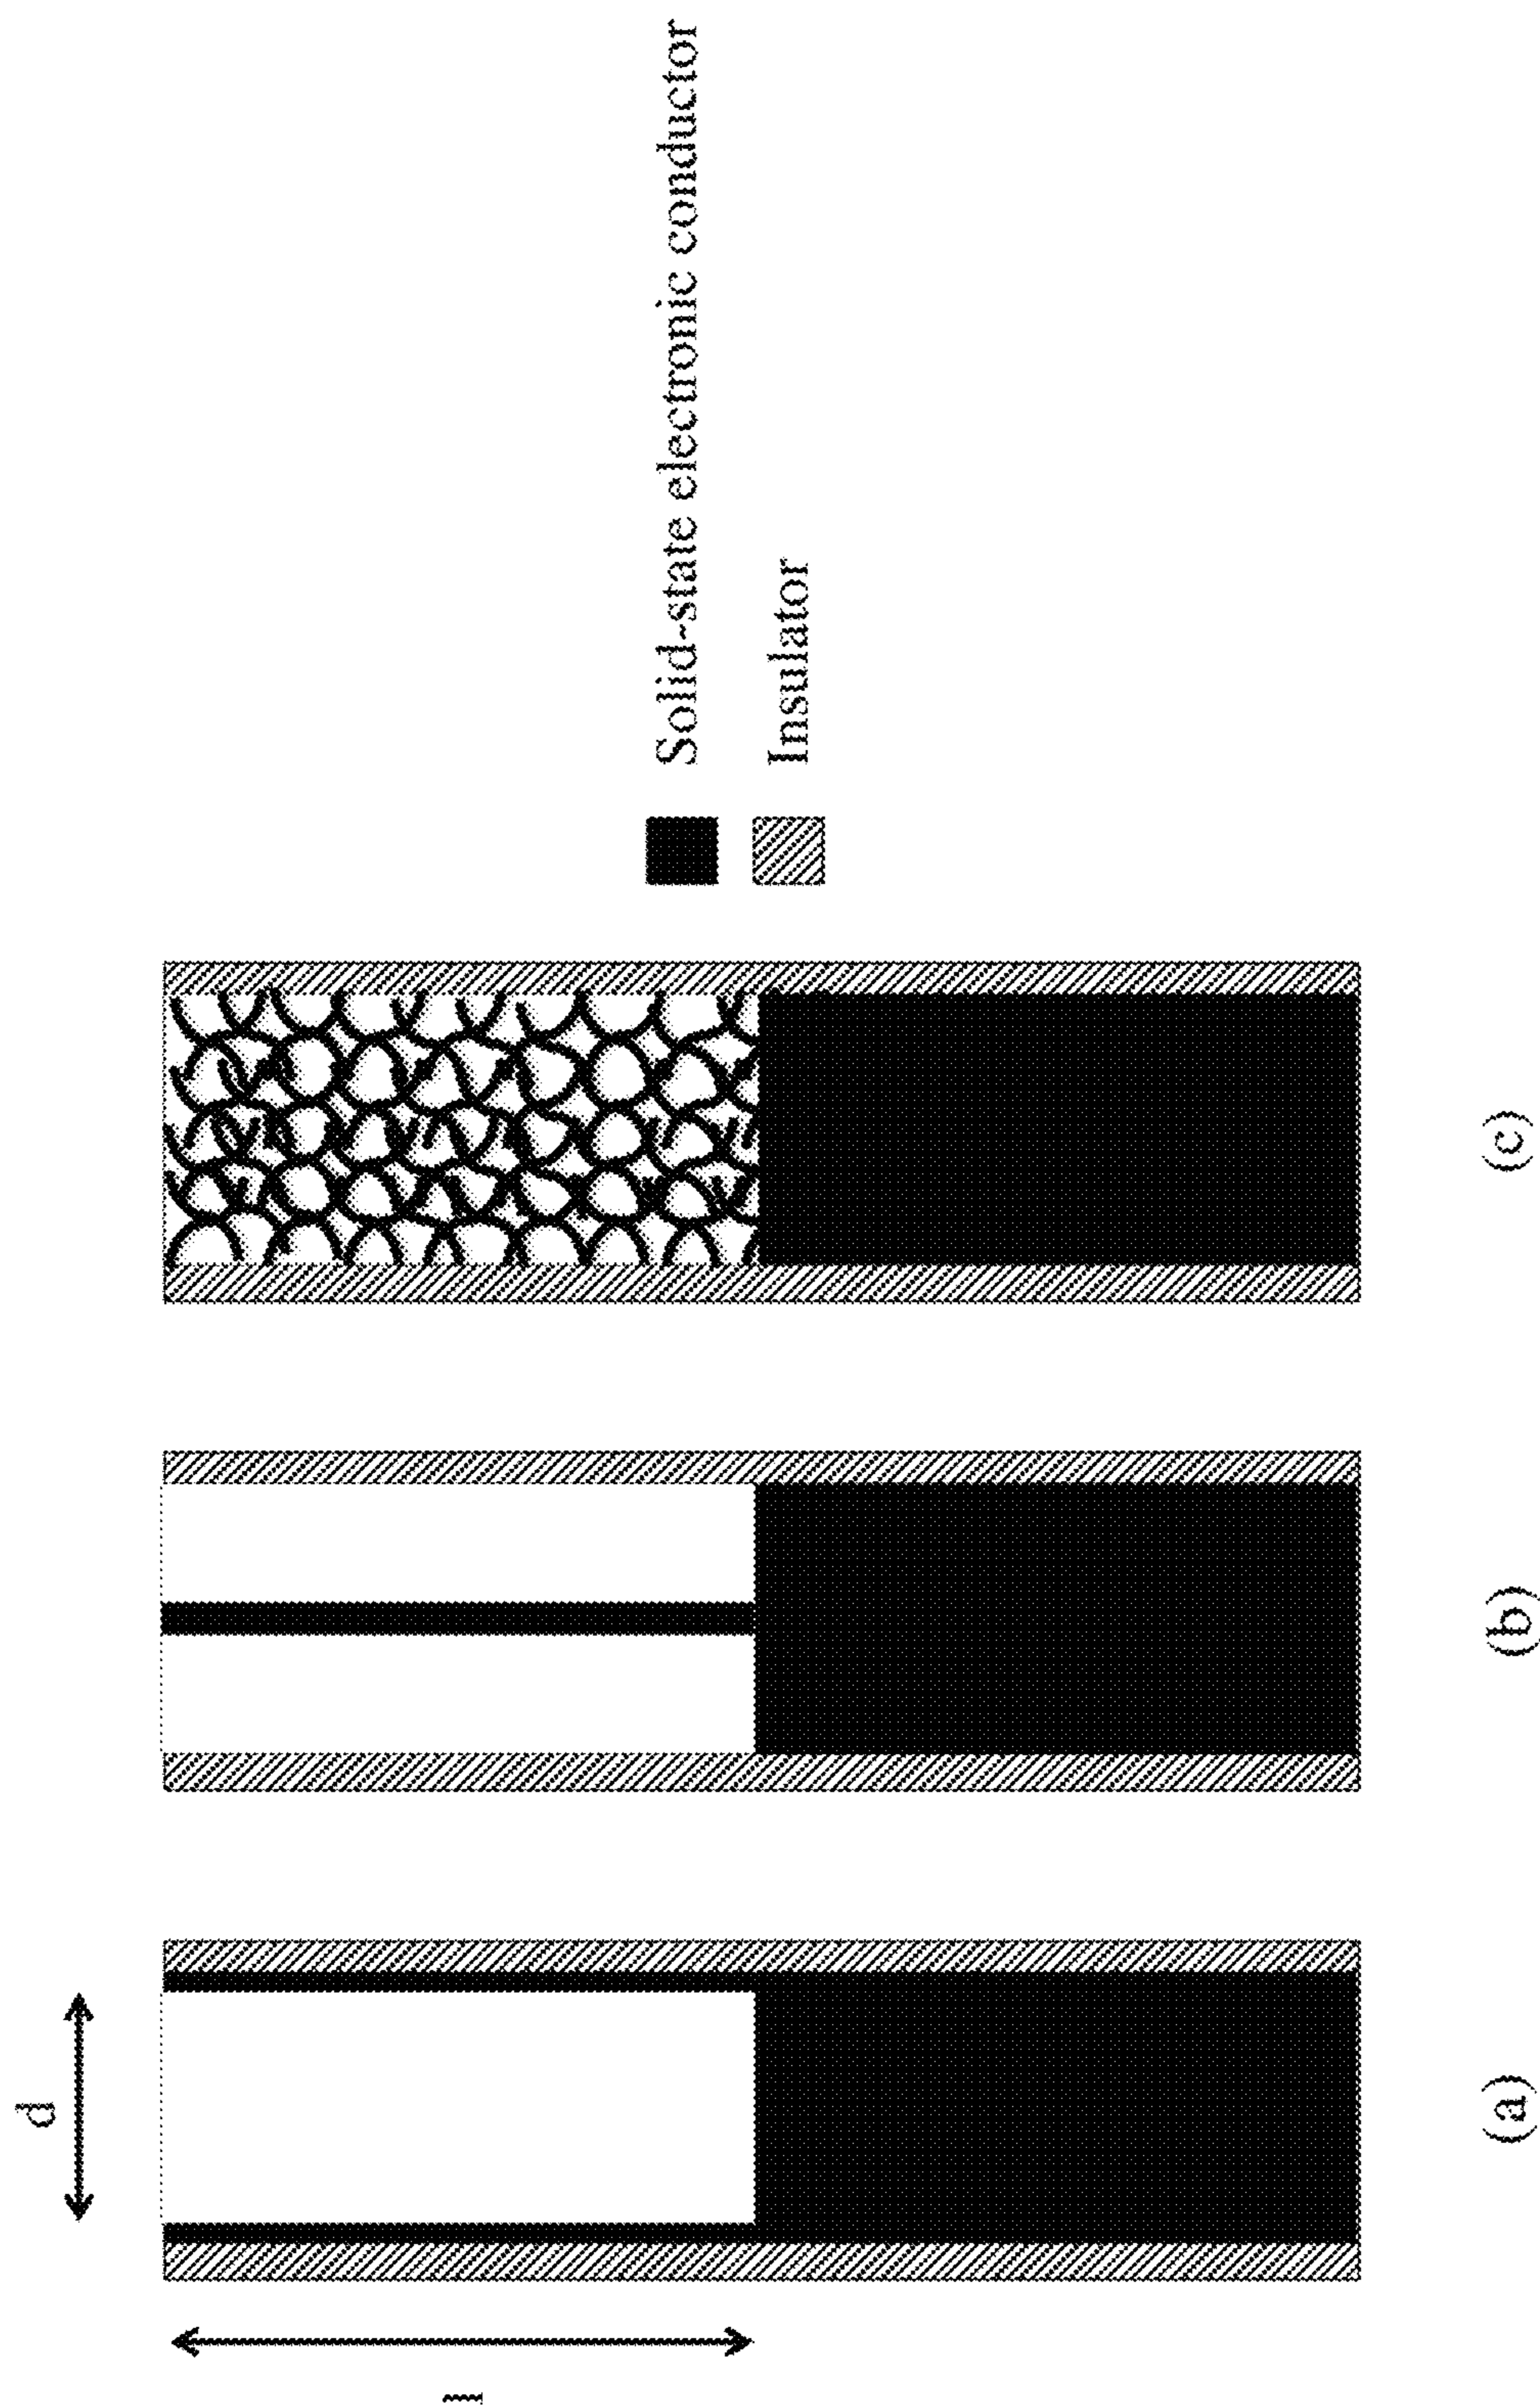 d
l
(a)
(b)
(c)
Solid-state electronic conductor
Insulator